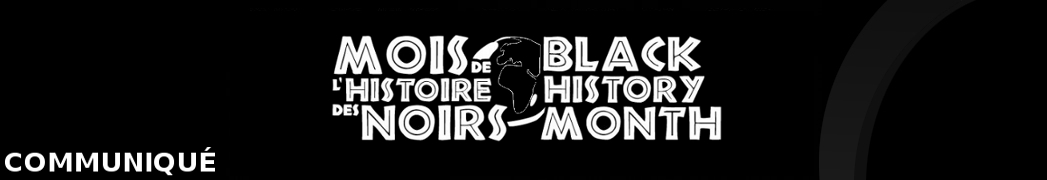 MOIS DE
L'HISTOIRE
DES NOIRS
BLACK
HISTORY
MONTH
COMMUNIQUÉ